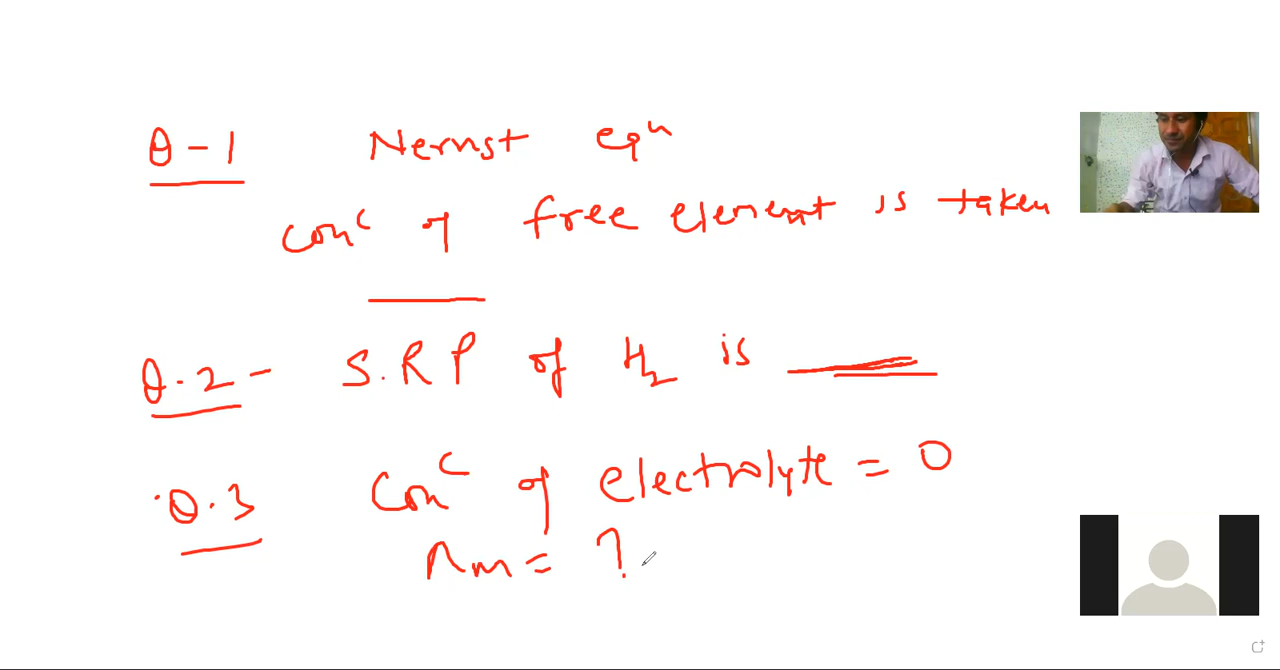 Q-1 Nernst eqⁿ
Conᶜ of free element is taken
Q.2- S.R.P of H₂ is
Q.3 Conᶜ of electrolyte = 0
Λm = ?